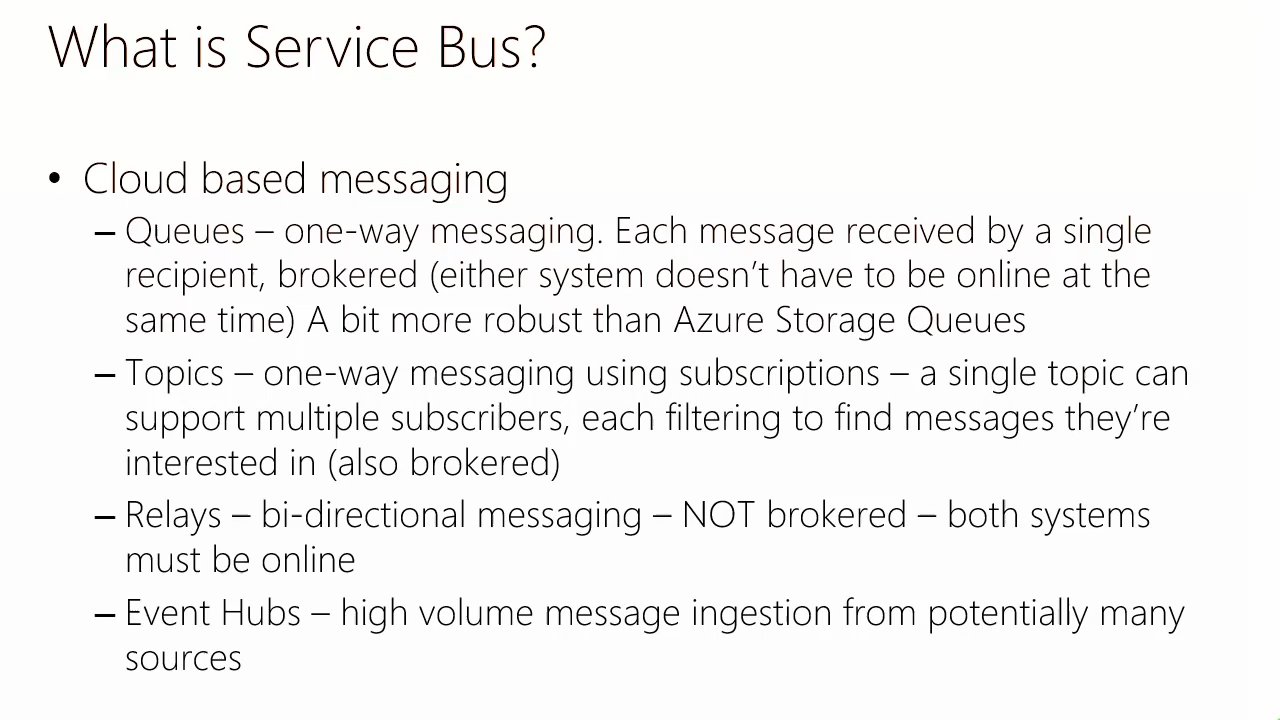 What is Service Bus?
• Cloud based messaging
– Queues – one-way messaging. Each message received by a single
recipient, brokered (either system doesn't have to be online at the
same time) A bit more robust than Azure Storage Queues
– Topics – one-way messaging using subscriptions – a single topic can
support multiple subscribers, each filtering to find messages they're
interested in (also brokered)
– Relays – bi-directional messaging – NOT brokered – both systems
must be online
– Event Hubs – high volume message ingestion from potentially many
sources